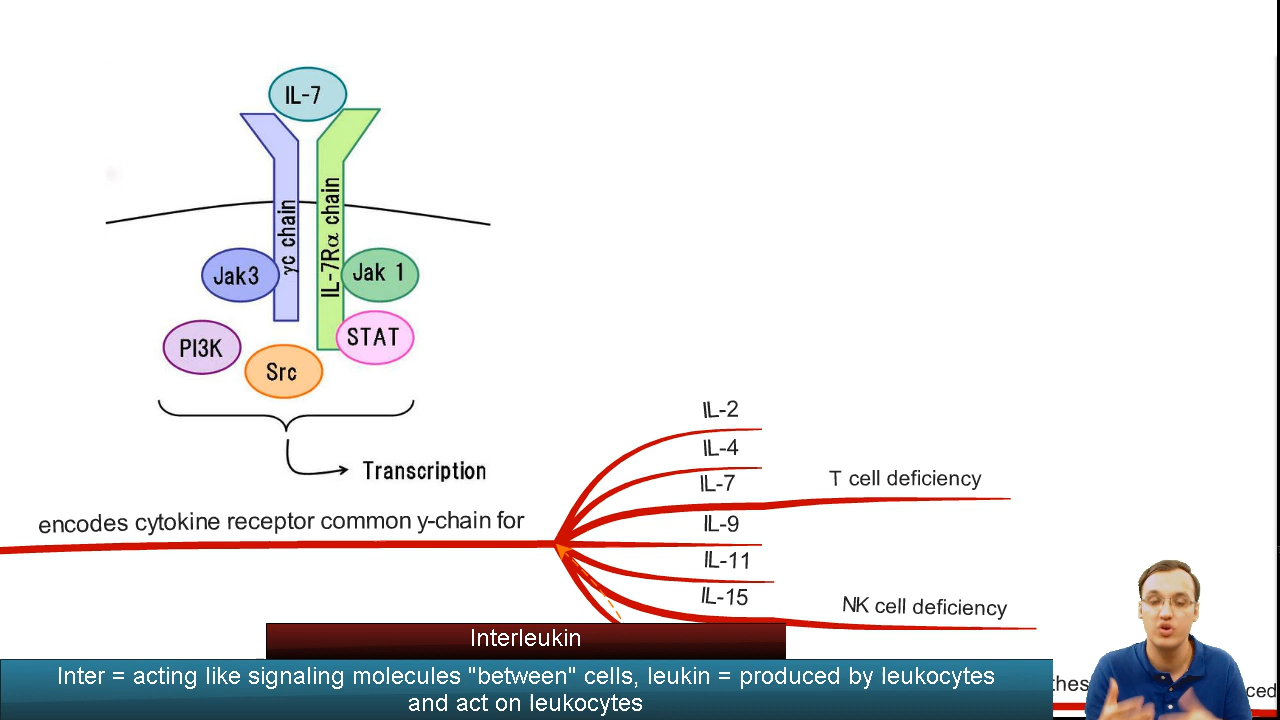 IL-7
γc chain
IL-7Rα chain
Jak3
Jak 1
PI3K
Src
STAT
Transcription
encodes cytokine receptor common y-chain for
IL-2
IL-4
IL-7
T cell deficiency
IL-9
IL-11
IL-15
NK cell deficiency
Interleukin
Inter = acting like signaling molecules "between" cells, leukin = produced by leukocytes
and act on leukocytes